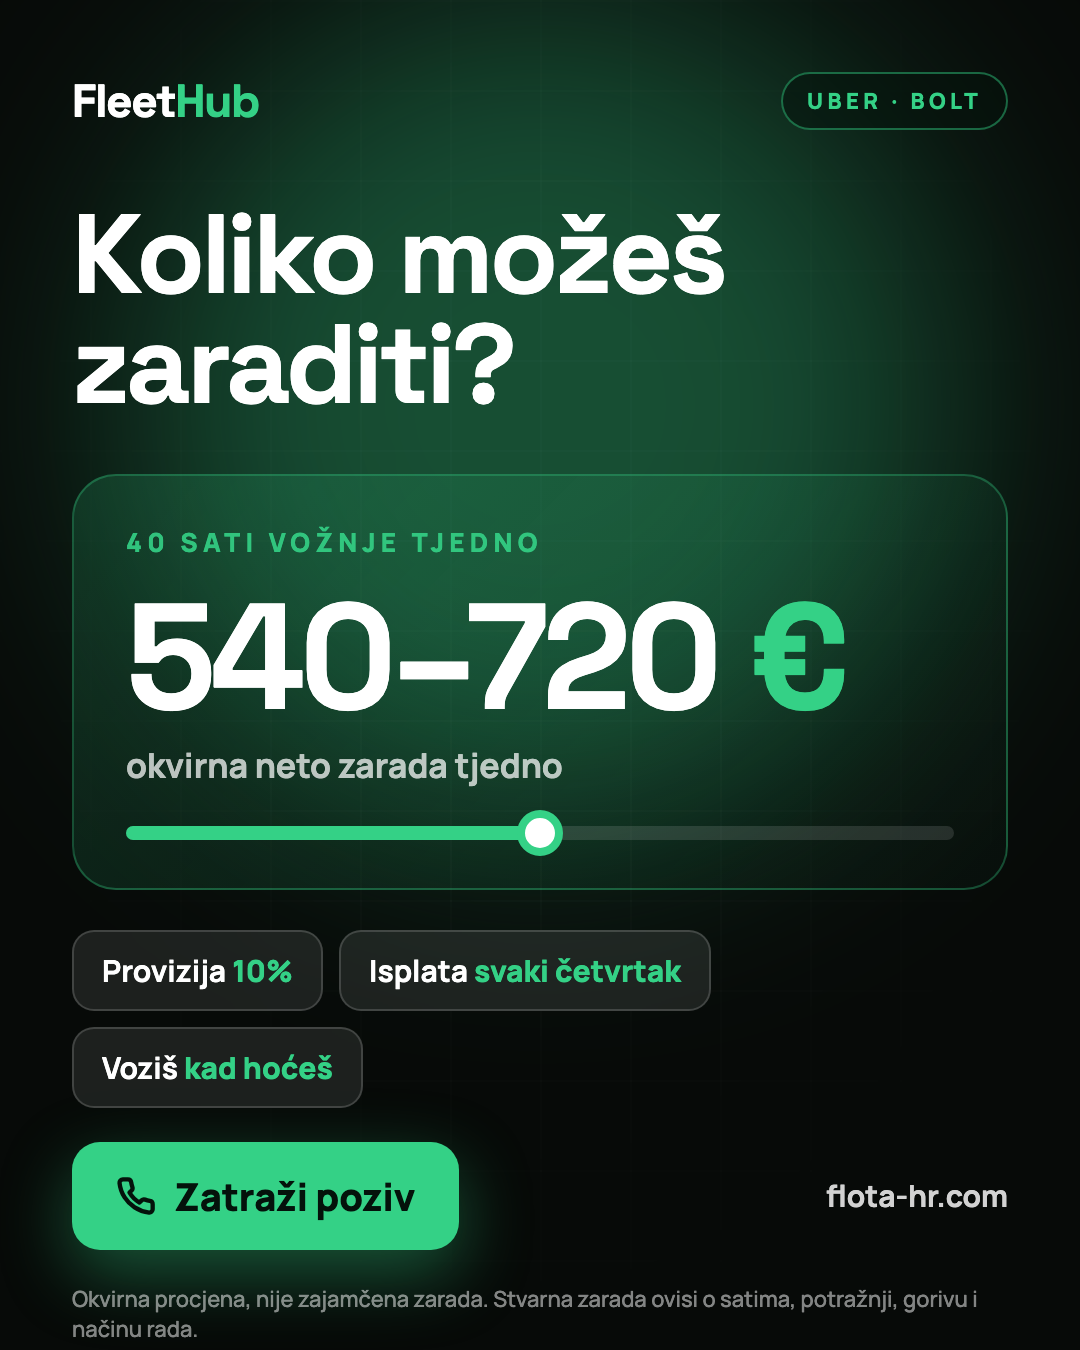 FleetHub
UBER · BOLT
Koliko možeš
zaraditi?
40 SATI VOŽNJE TJEDNO
540–720 €
okvirna neto zarada tjedno
Provizija 10%
Isplata svaki četvrtak
Voziš kad hoćeš
Zatraži poziv
flota-hr.com
Okvirna procjena, nije zajamčena zarada. Stvarna zarada ovisi o satima, potražnji, gorivu i
načinu rada.